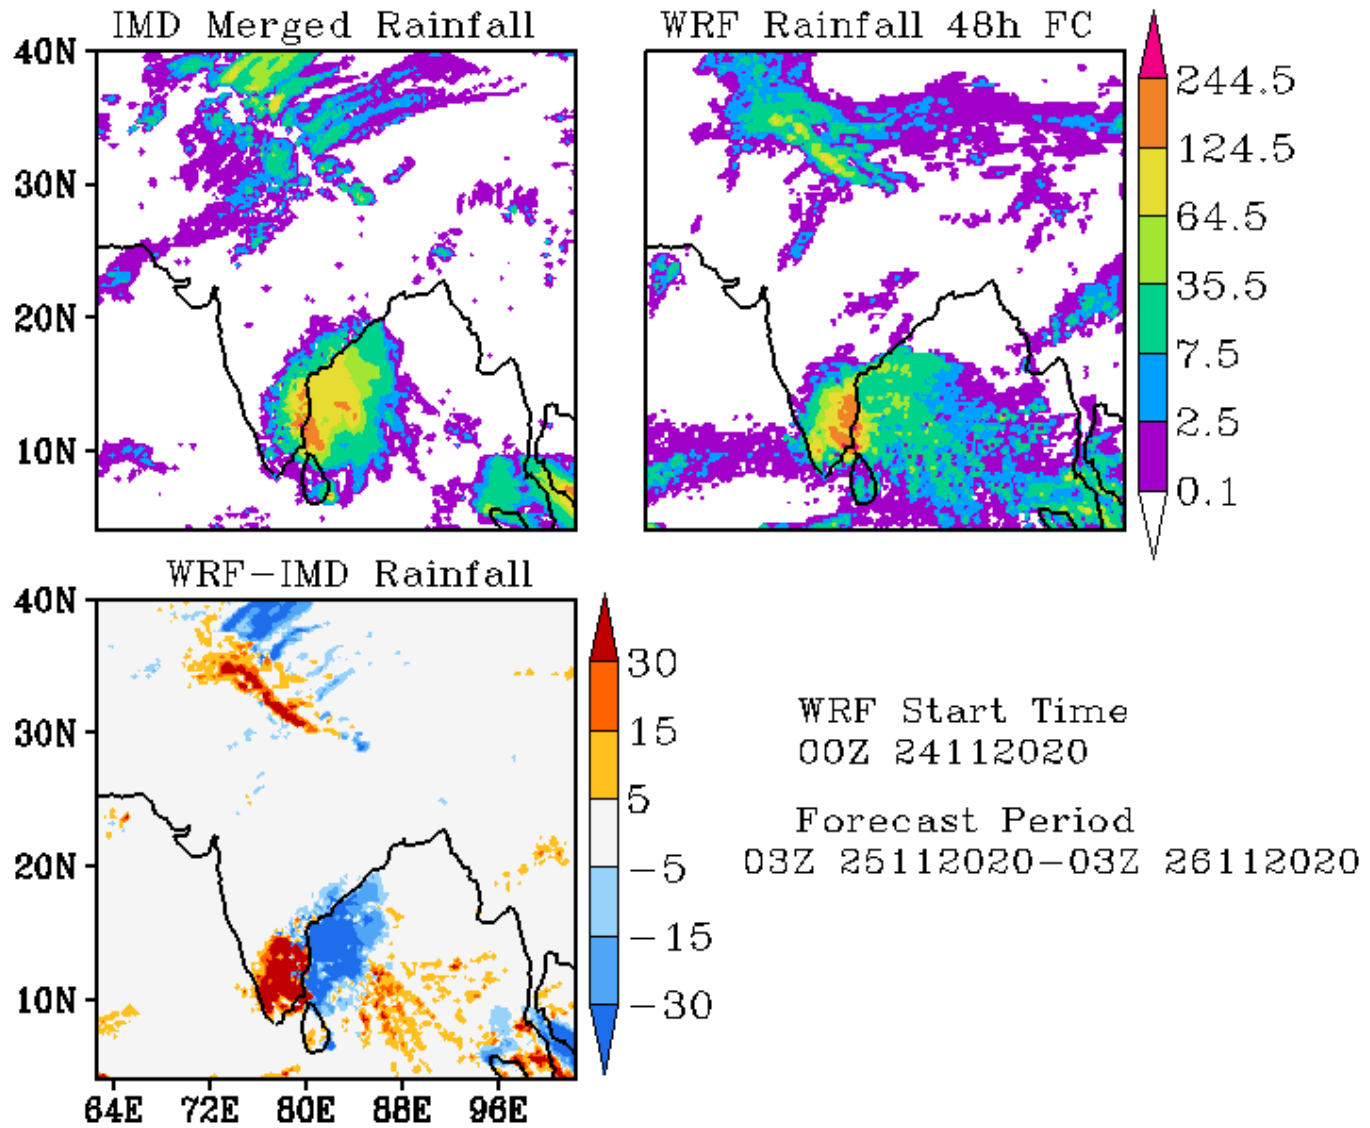 IMD Merged Rainfall
WRF Rainfall 48h FC
40N
30N
20N
10N
244.5
124.5
64.5
35.5
7.5
2.5
0.1
WRF-IMD Rainfall
40N
30N
20N
10N
64E 72E 80E 88E 96E
30
15
5
-5
-15
-30
WRF Start Time
00Z 24112020
Forecast Period
03Z 25112020-03Z 26112020